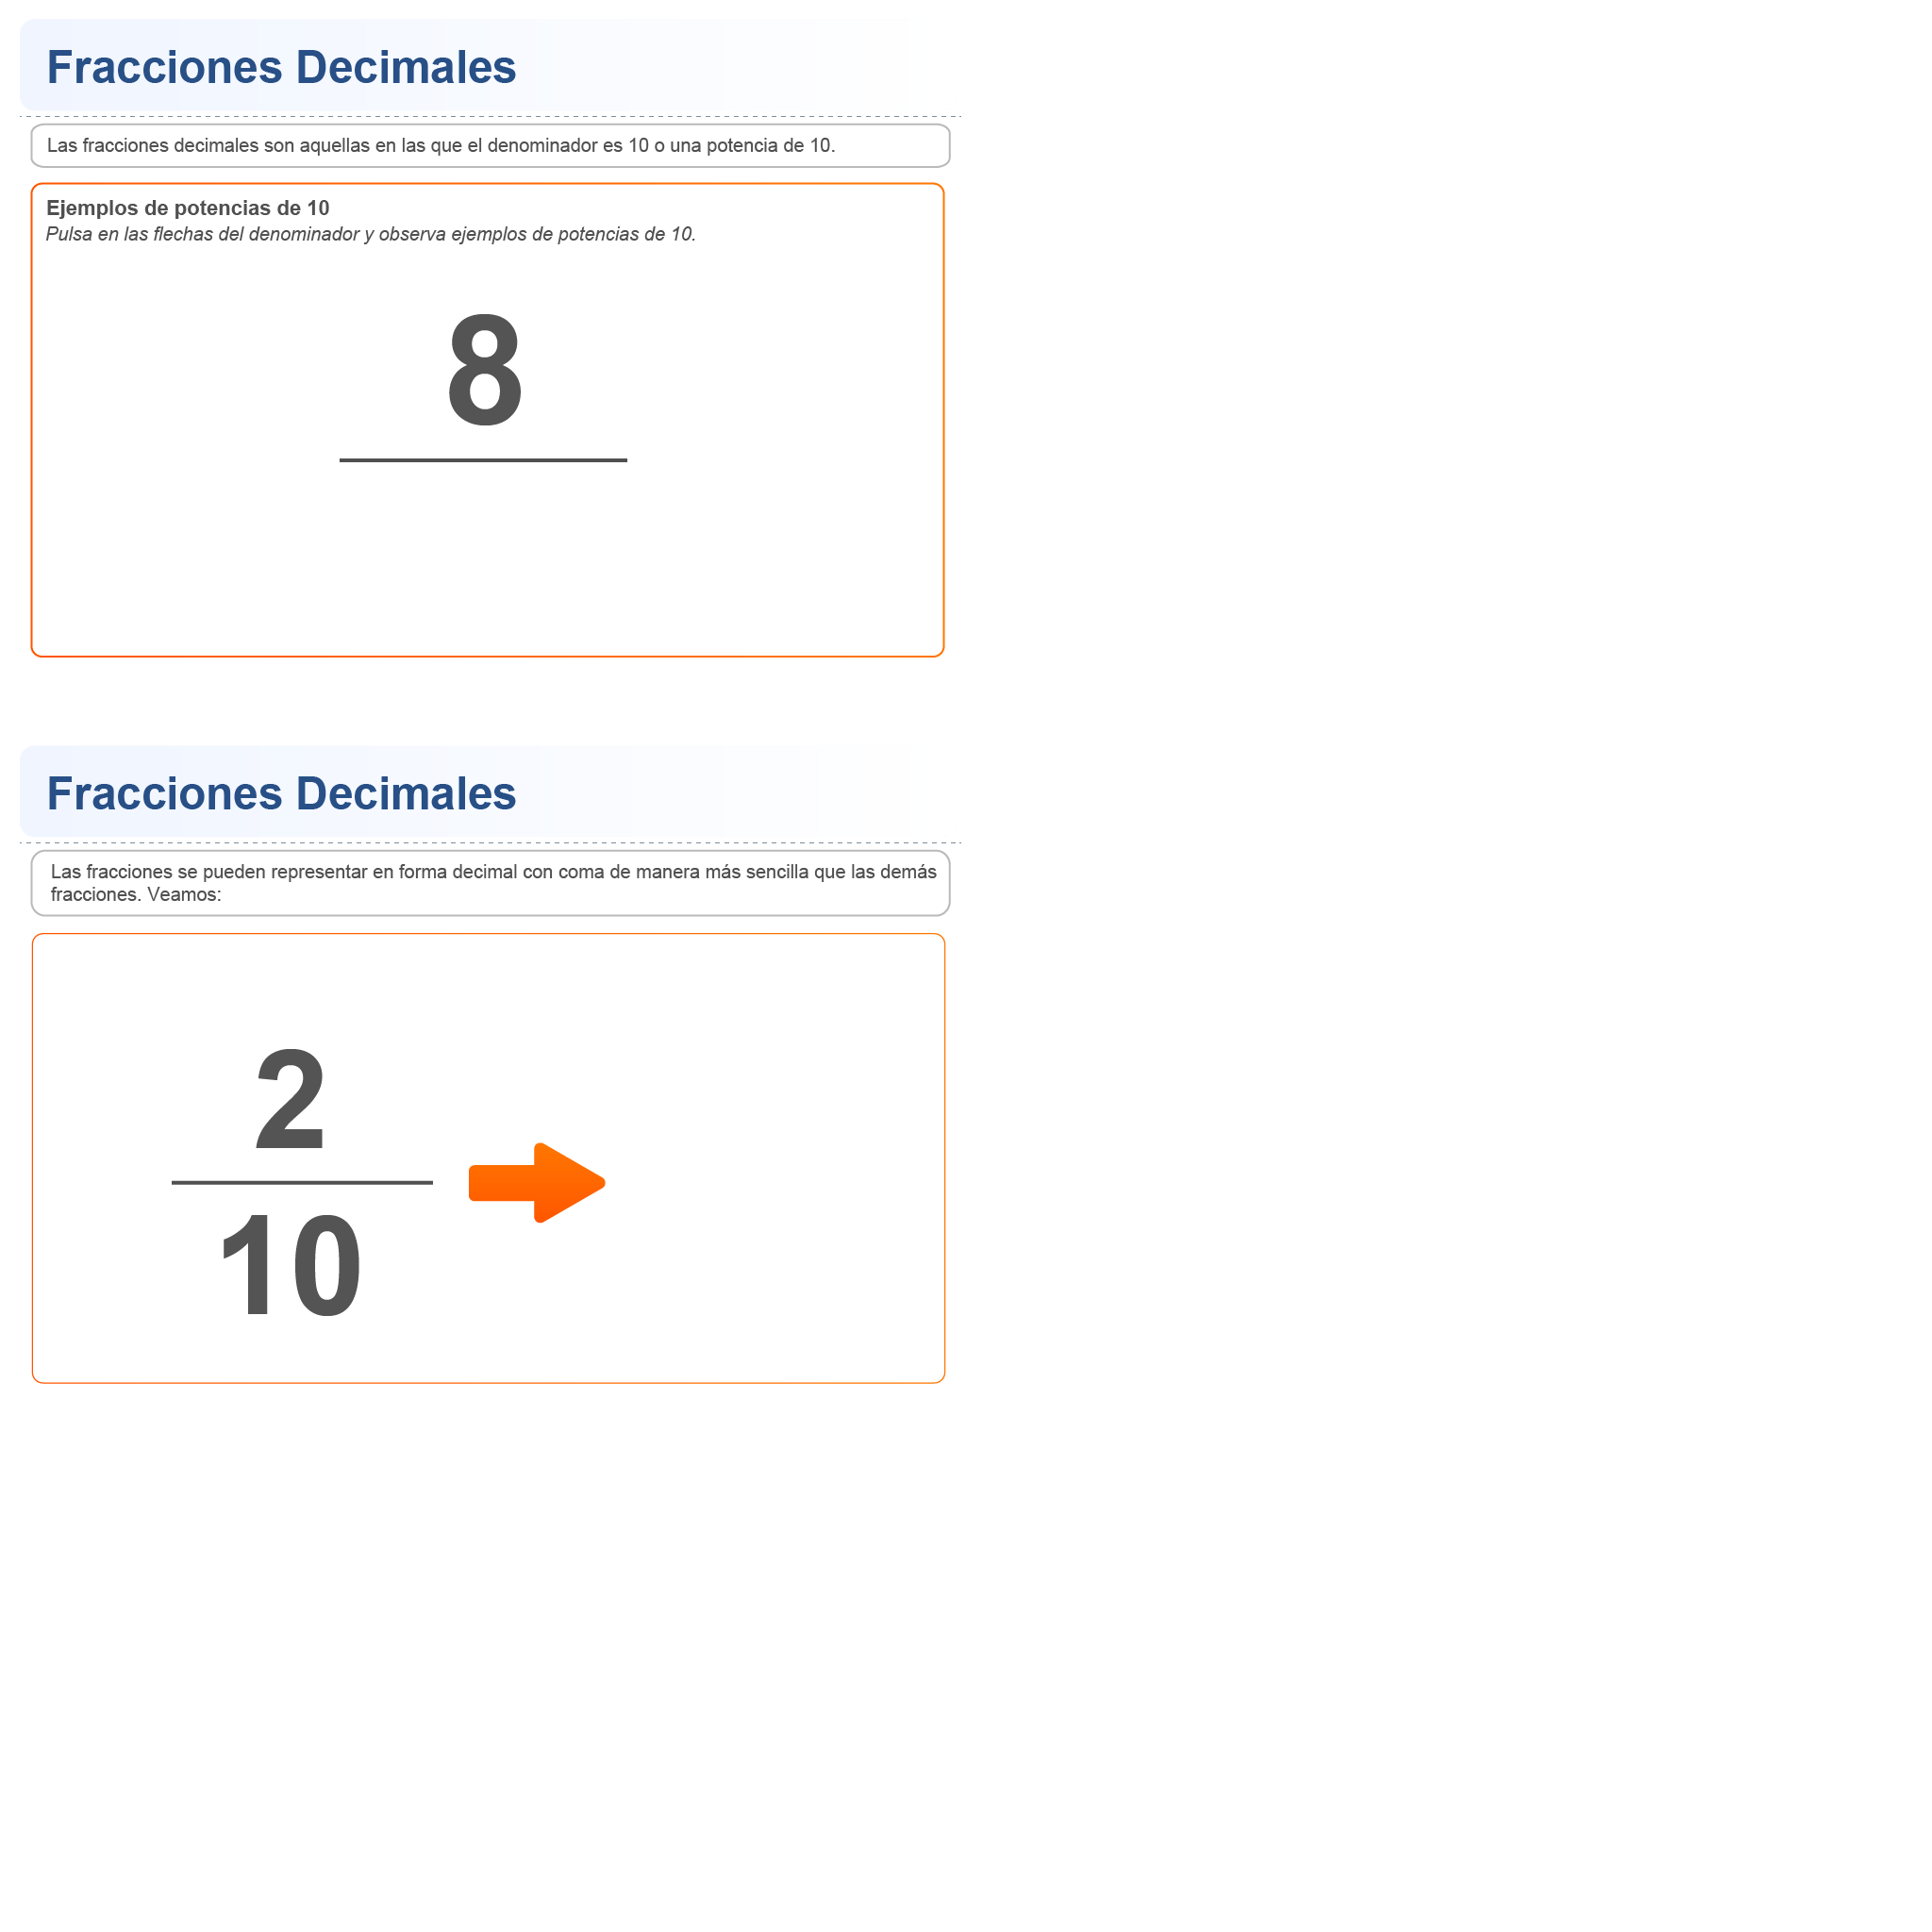 Fracciones Decimales
Las fracciones decimales son aquellas en las que el denominador es 10 o una potencia de 10.
Ejemplos de potencias de 10
Pulsa en las flechas del denominador y observa ejemplos de potencias de 10.
8
Fracciones Decimales
Las fracciones se pueden representar en forma decimal con coma de manera más sencilla que las demás
fracciones. Veamos:
2
10